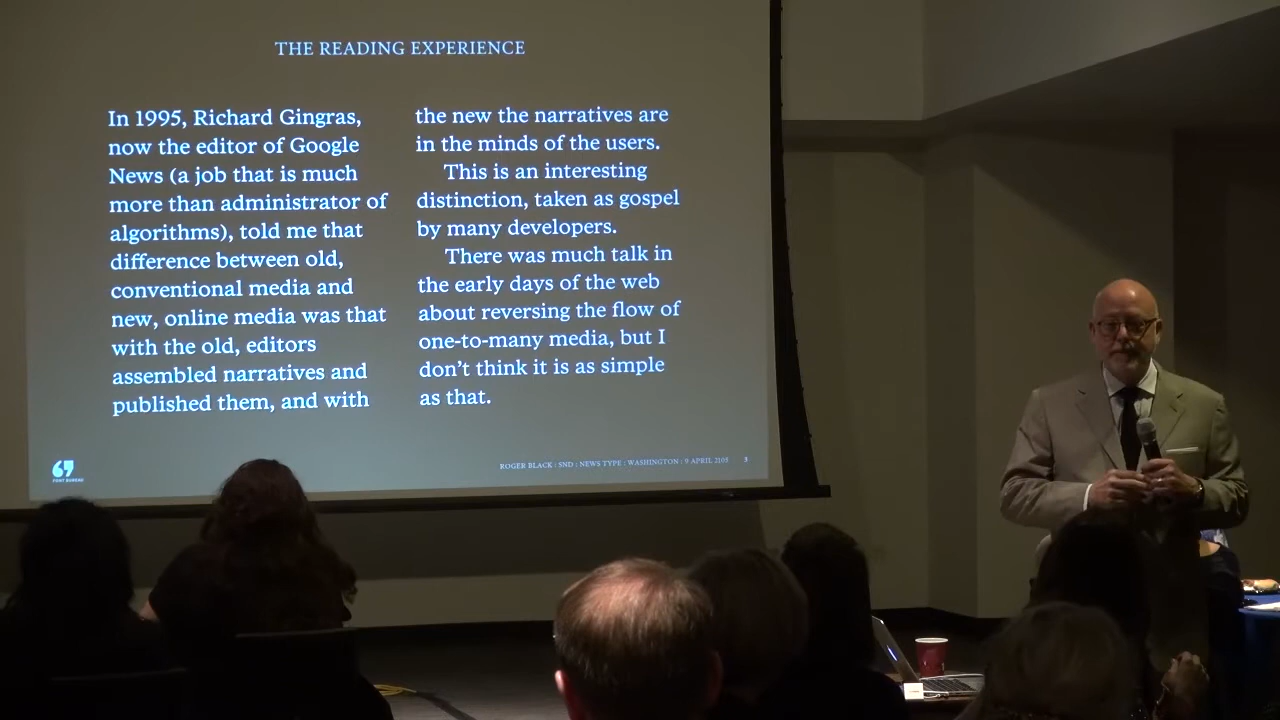 THE READING EXPERIENCE
In 1995, Richard Gingras,
now the editor of Google
News (a job that is much
more than administrator of
algorithms), told me that
difference between old,
conventional media and
new, online media was that
with the old, editors
assembled narratives and
published them, and with
the new the narratives are
in the minds of the users.
This is an interesting
distinction, taken as gospel
by many developers.
There was much talk in
the early days of the web
about reversing the flow of
one-to-many media, but I
don't think it is as simple
as that.
FONT BUREAU
ROGER BLACK : SND : NEWS TYPE : WASHINGTON : 9 APRIL 2105 3